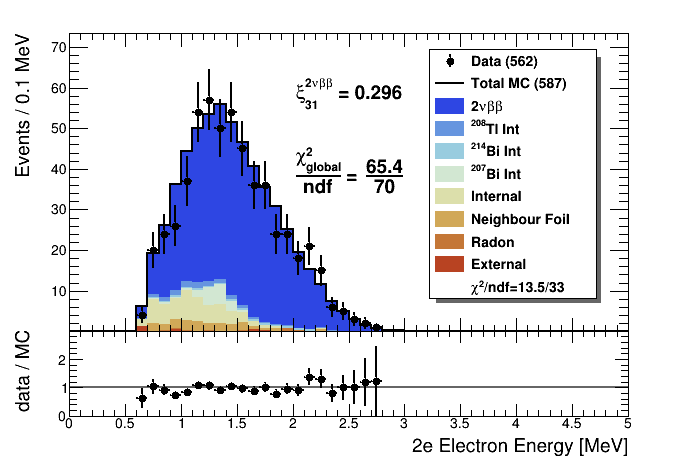 Events / 0.1 MeV
70
60
50
40
30
20
10
ξ₃₁²ᵛᵝᵝ = 0.296
χ²global / ndf = 65.4 / 70
Data (562)
Total MC (587)
2νββ
²⁰⁸Tl Int
²¹⁴Bi Int
²⁰⁷Bi Int
Internal
Neighbour Foil
Radon
External
χ²/ndf=13.5/33
data / MC
2
1
0
0 0.5 1 1.5 2 2.5 3 3.5 4 4.5 5
2e Electron Energy [MeV]